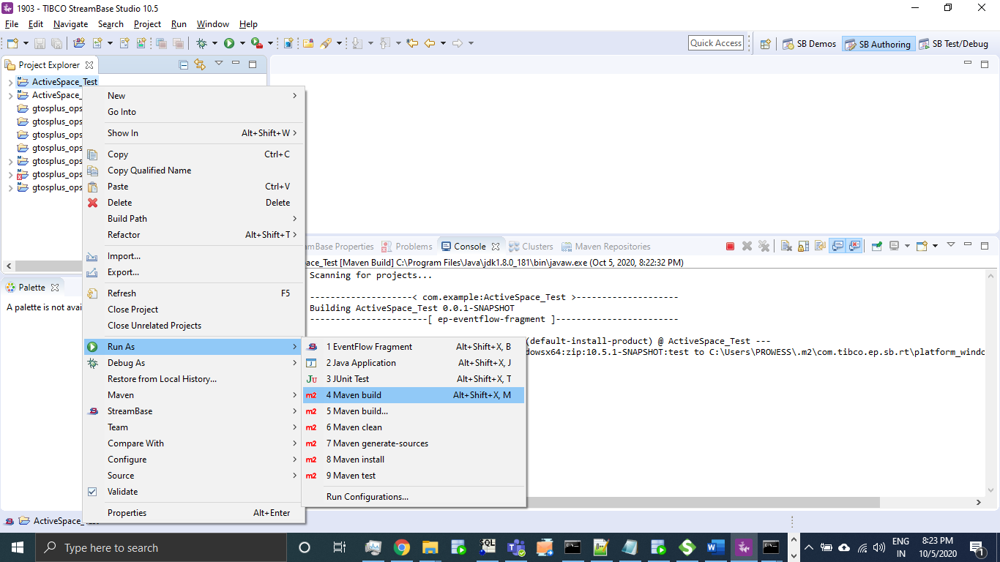 1903 - TIBCO StreamBase Studio 10.5
File Edit Navigate Search Project Run Window Help
Quick Access SB Demos SB Authoring SB Test/Debug
Project Explorer
ActiveSpace_Test
ActiveSpace_
gtosplus_ops
gtosplus_ops
gtosplus_ops
gtosplus_ops
gtosplus_ops
gtosplus_ops
gtosplus_ops
Palette
A palette is not avai
New
Go Into
Show In Alt+Shift+W
Copy Ctrl+C
Copy Qualified Name
Paste Ctrl+V
Delete Delete
Build Path
Refactor Alt+Shift+T
Import...
Export...
Refresh F5
Close Project
Close Unrelated Projects
Run As
Debug As
Restore from Local History...
Maven
StreamBase
Team
Compare With
Configure
Source
Validate
Properties Alt+Enter
1 EventFlow Fragment Alt+Shift+X, B
2 Java Application Alt+Shift+X, J
3 JUnit Test Alt+Shift+X, T
4 Maven build Alt+Shift+X, M
5 Maven build...
6 Maven clean
7 Maven generate-sources
8 Maven install
9 Maven test
Run Configurations...
amBase Properties Problems Console Clusters Maven Repositories
ace_Test [Maven Build] C:\Program Files\Java\jdk1.8.0_181\bin\javaw.exe (Oct 5, 2020, 8:22:32 PM)
Scanning for projects...
--------------------< com.example:ActiveSpace_Test >--------------------
Building ActiveSpace_Test 0.0.1-SNAPSHOT
-----------------------[ ep-eventflow-fragment ]------------------------
(default-install-product) @ ActiveSpace_Test ---
dowsx64:zip:10.5.1-SNAPSHOT:test to C:\Users\PROWESS\.m2\com.tibco.ep.sb.rt\platform_windo
ActiveSpace_Test
Type here to search
ENG
IN
8:23 PM
10/5/2020
1